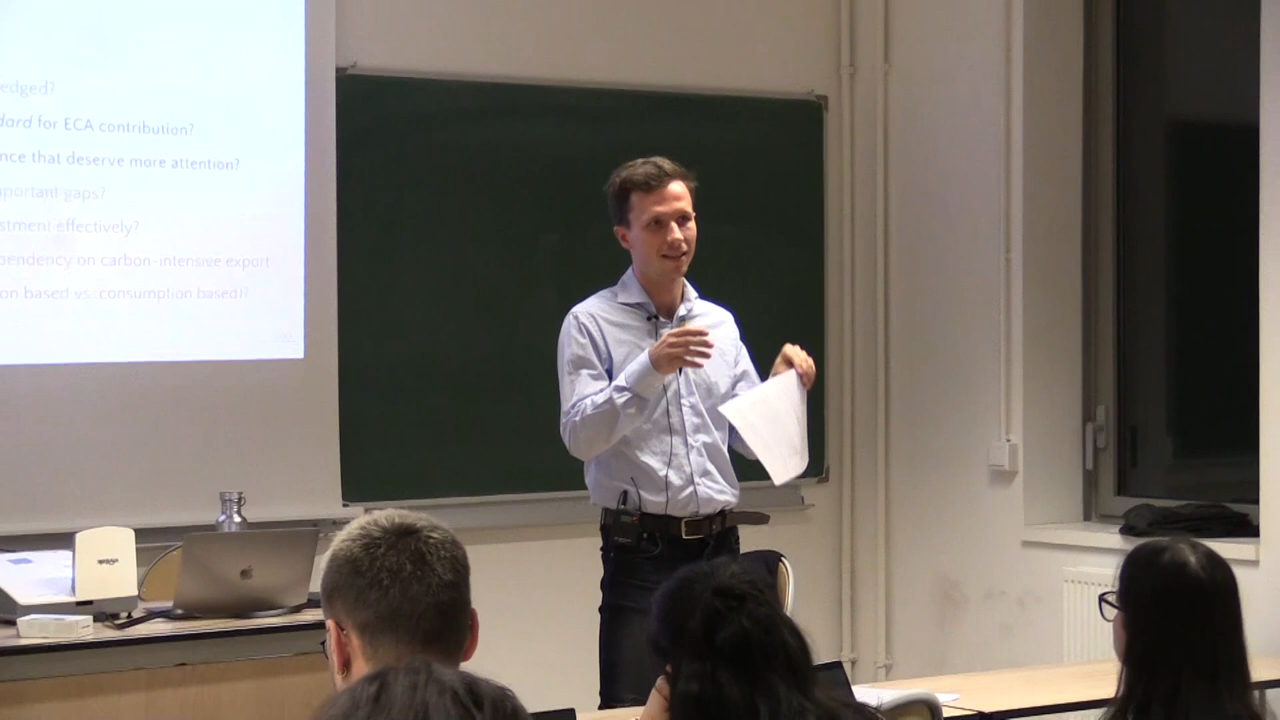 edged?
dard for ECA contribution?
nce that deserve more attention?
portant gaps?
stment effectively?
pendency on carbon-intensive export
on based vs. consumption based)?